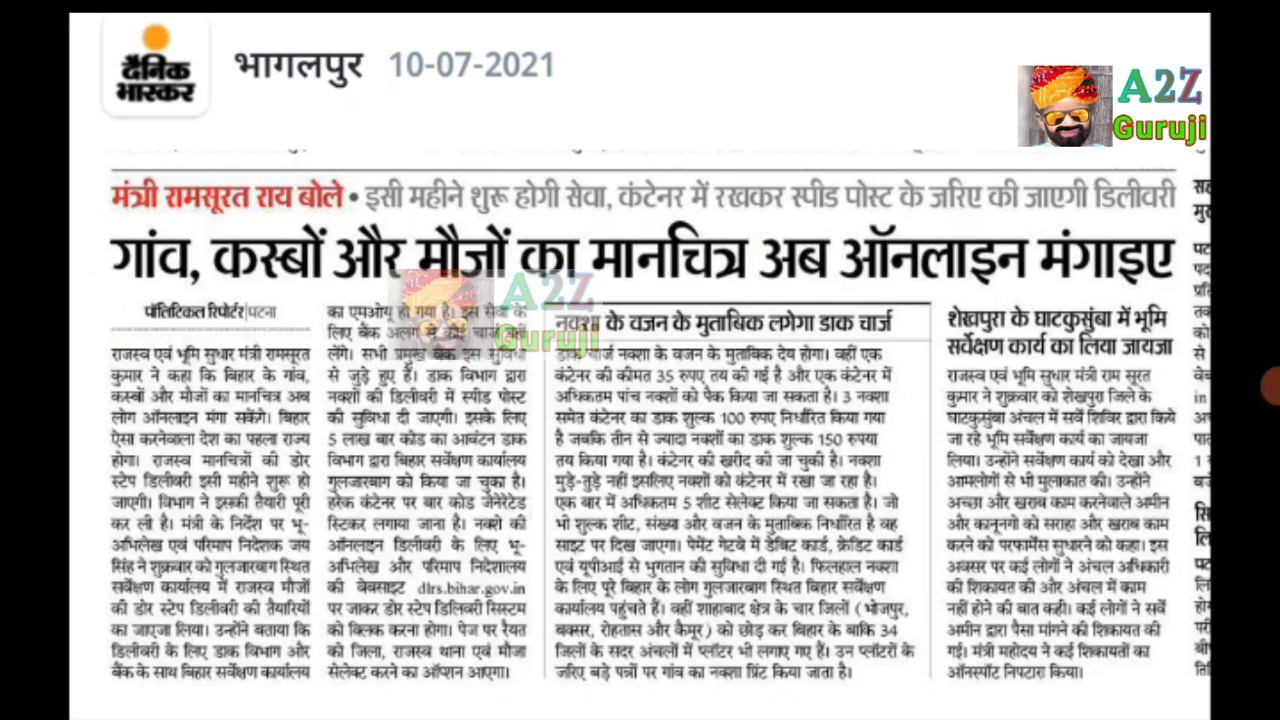 दैनिक
भास्कर
भागलपुर 10-07-2021
A2Z
Guruji
मंत्री रामसूरत राय बोले • इसी महीने शुरू होगी सेवा, कंटेनर में रखकर स्पीड पोस्ट के जरिए की जाएगी डिलीवरी
गांव, कस्बों और मौजों का मानचित्र अब ऑनलाइन मंगाइए
पॉलिटिकल रिपोर्टर|पटना
राजस्व एवं भूमि सुधार मंत्री रामसूरत
कुमार ने कहा कि बिहार के गांव,
कस्बों और मौजों का मानचित्र अब
लोग ऑनलाइन मंगा सकेंगे। बिहार
ऐसा करनेवाला देश का पहला राज्य
होगा। राजस्व मानचित्रों की डोर
स्टेप डिलीवरी इसी महीने शुरू हो
जाएगी। विभाग ने इसकी तैयारी पूरी
कर ली है। मंत्री के निर्देश पर भू-
अभिलेख एवं परिमाप निदेशक जय
सिंह ने शुक्रवार को गुलजारबाग स्थित
सर्वेक्षण कार्यालय में राजस्व मौजों
की डोर स्टेप डिलीवरी की तैयारियों
का जाएजा लिया। उन्होंने बताया कि
डिलीवरी के लिए डाक विभाग और
बैंक के साथ बिहार सर्वेक्षण कार्यालय
का एमओयू हो गया है। इस सेवा के
लिए बैंक अलग से कोई चार्ज नहीं
लेंगे। सभी प्रमुख बैंक इस सुविधा
से जुड़े हुए हैं। डाक विभाग द्वारा
नक्शों की डिलीवरी में स्पीड पोस्ट
की सुविधा दी जाएगी। इसके लिए
5 लाख बार कोड का आवंटन डाक
विभाग द्वारा बिहार सर्वेक्षण कार्यालय
गुलजारबाग को किया जा चुका है।
हरेक कंटेनर पर बार कोड जेनेरेटेड
स्टिकर लगाया जाना है। नक्शे की
ऑनलाइन डिलीवरी के लिए भू-
अभिलेख और परिमाप निदेशालय
की वेबसाइट dlrs.bihar.gov.in
पर जाकर डोर स्टेप डिलिवरी सिस्टम
को क्लिक करना होगा। पेज पर रैयत
को जिला, राजस्व थाना एवं मौजा
सेलेक्ट करने का ऑप्शन आएगा।
A2Z
Guruji
नक्शा के वजन के मुताबिक लगेगा डाक चार्ज
डाक चार्ज नक्शा के वजन के मुताबिक देय होगा। वहीं एक
कंटेनर की कीमत 35 रुपए तय की गई है और एक कंटेनर में
अधिकतम पांच नक्शों को पैक किया जा सकता है। 3 नक्शा
समेत कंटेनर का डाक शुल्क 100 रुपए निर्धारित किया गया
है जबकि तीन से ज्यादा नक्शों का डाक शुल्क 150 रुपया
तय किया गया है। कंटेनर की खरीद की जा चुकी है। नक्शा
मुड़े-तुड़े नहीं इसलिए नक्शों को कंटेनर में रखा जा रहा है।
एक बार में अधिकतम 5 शीट सेलेक्ट किया जा सकता है। जो
भी शुल्क शीट, संख्या और वजन के मुताबिक निर्धारित है वह
साइट पर दिख जाएगा। पेमेंट गेटवे में डेबिट कार्ड, क्रेडिट कार्ड
एवं यूपीआई से भुगतान की सुविधा दी गई है। फिलहाल नक्शा
के लिए पूरे बिहार के लोग गुलजारबाग स्थित बिहार सर्वेक्षण
कार्यालय पहुंचते हैं। वहीं शाहाबाद क्षेत्र के चार जिलों (भोजपुर,
बक्सर, रोहतास और कैमूर) को छोड़ कर बिहार के बाकि 34
जिलों के सदर अंचलों में प्लॉटर भी लगाए गए हैं। उन प्लॉटरों के
जरिए बड़े पन्नों पर गांव का नक्शा प्रिंट किया जाता है।
शेखपुरा के घाटकुसुंबा में भूमि
सर्वेक्षण कार्य का लिया जायजा
राजस्व एवं भूमि सुधार मंत्री राम सूरत
कुमार ने शुक्रवार को शेखपुरा जिले के
घाटकुसुंबा अंचल में सर्वे शिविर द्वारा किये
जा रहे भूमि सर्वेक्षण कार्य का जायजा
लिया। उन्होंने सर्वेक्षण कार्य को देखा और
आमलोगों से भी मुलाकात की। उन्होंने
अच्छा और खराब काम करनेवाले अमीन
और कानूनगो को सराहा और खराब काम
करने को परफार्मेंस सुधारने को कहा। इस
अवसर पर कई लोगों ने अंचल अधिकारी
की शिकायत की और अंचल में काम
नहीं होने की बात कही। कई लोगों ने सर्वे
अमीन द्वारा पैसा मांगने की शिकायत की
गई। मंत्री महोदय ने कई शिकायतों का
ऑनस्पॉट निपटारा किया।